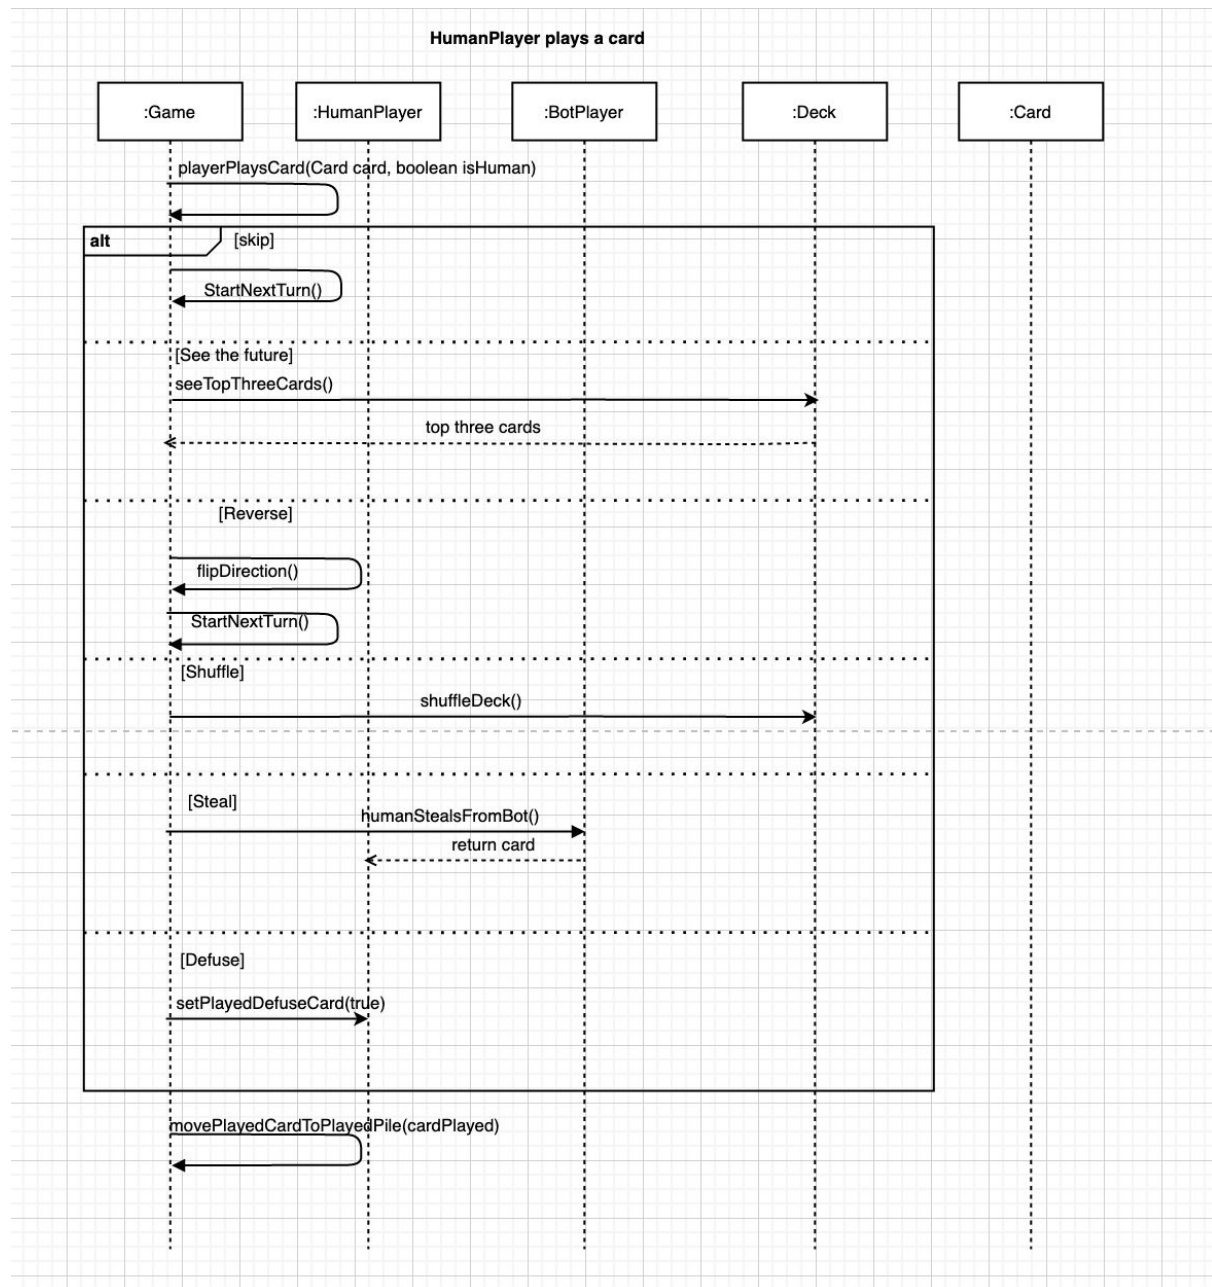 HumanPlayer plays a card
:Game
:HumanPlayer
:BotPlayer
:Deck
:Card
playerPlaysCard(Card card, boolean isHuman)
alt
[skip]
StartNextTurn()
[See the future]
seeTopThreeCards()
top three cards
[Reverse]
flipDirection()
StartNextTurn()
[Shuffle]
shuffleDeck()
[Steal]
humanStealsFromBot()
return card
[Defuse]
setPlayedDefuseCard(true)
movePlayedCardToPlayedPile(cardPlayed)